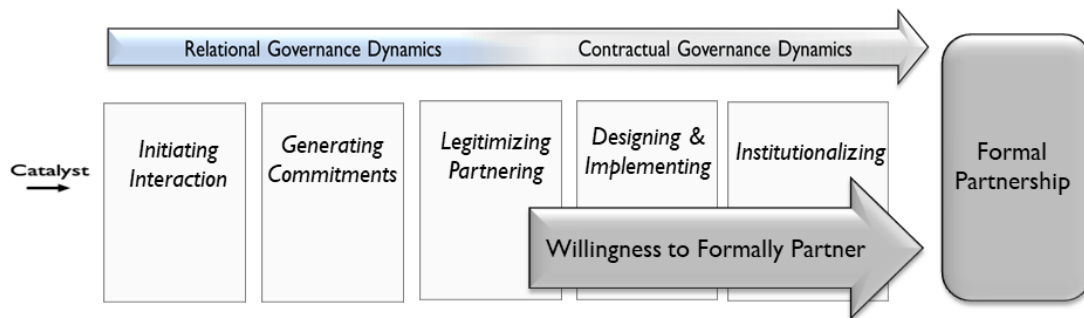 Relational Governance Dynamics
Contractual Governance Dynamics
Catalyst
Initiating
Interaction
Generating
Commitments
Legitimizing
Partnering
Designing &
Implementing
Institutionalizing
Willingness to Formally Partner
Formal
Partnership